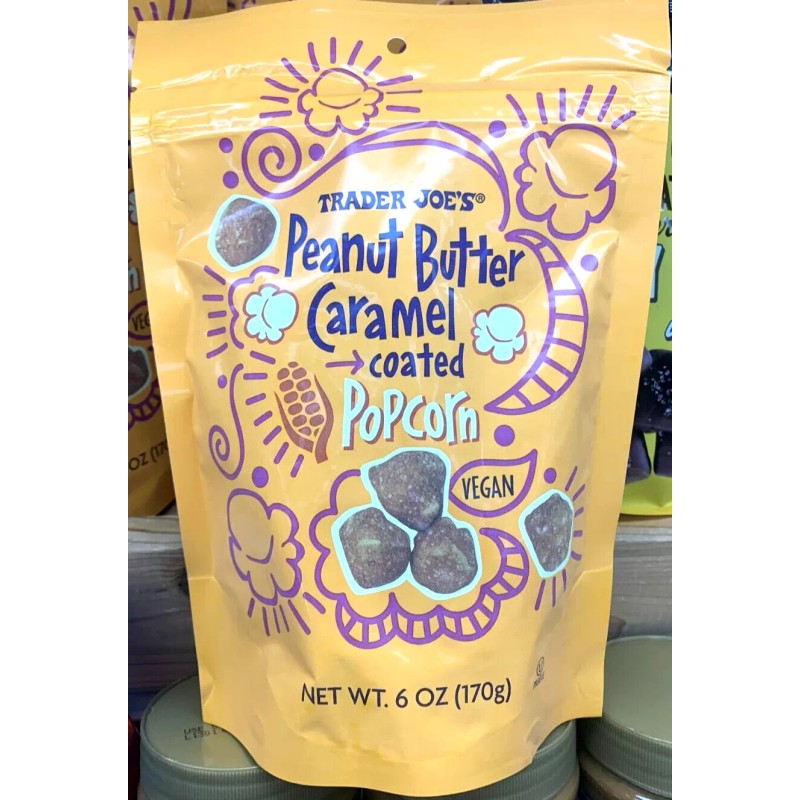 TRADER JOE'S®
Peanut Butter
Caramel
coated
Popcorn
VEGAN
NET WT. 6 OZ (170g)